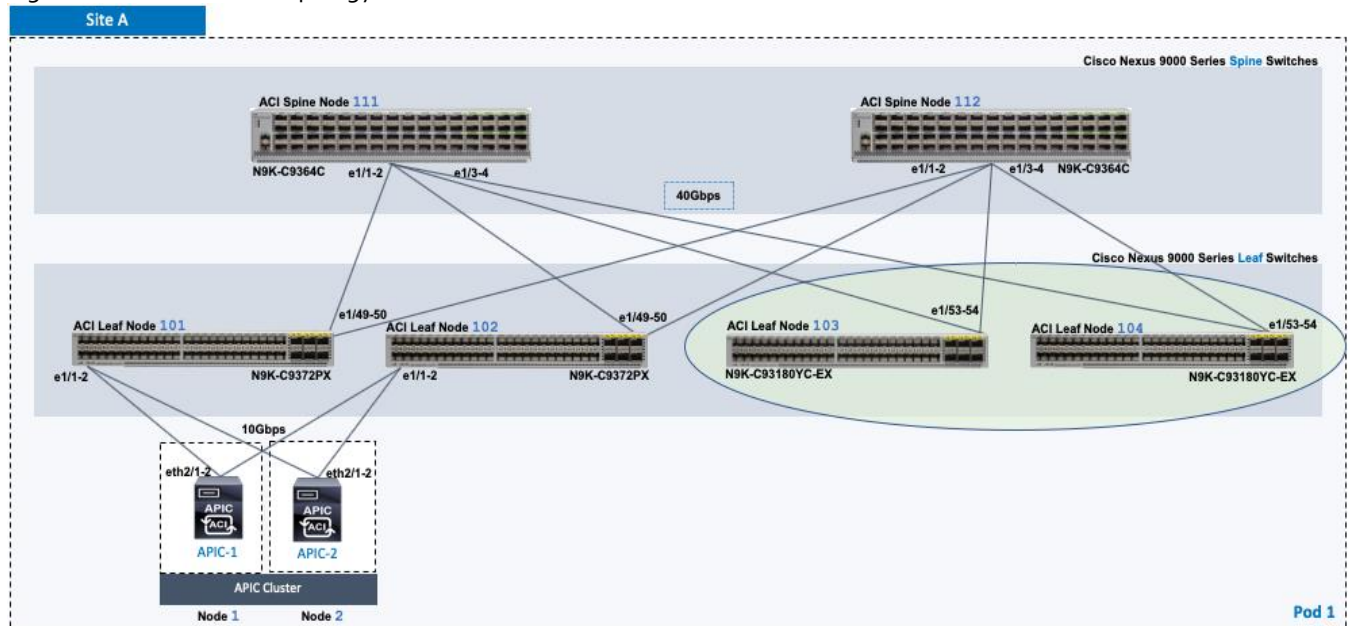 Site A
Cisco Nexus 9000 Series Spine Switches
ACI Spine Node 111
ACI Spine Node 112
N9K-C9364C e1/1-2 e1/3-4
e1/1-2 e1/3-4 N9K-C9364C
40Gbps
Cisco Nexus 9000 Series Leaf Switches
ACI Leaf Node 101
e1/49-50
ACI Leaf Node 102
e1/49-50
ACI Leaf Node 103
e1/53-54
ACI Leaf Node 104
e1/53-54
e1/1-2
N9K-C9372PX
e1/1-2
N9K-C9372PX
N9K-C93180YC-EX
N9K-C93180YC-EX
10Gbps
eth2/1-2
eth2/1-2
APIC
ACI
APIC
ACI
APIC-1
APIC-2
APIC Cluster
Node 1
Node 2
Pod 1